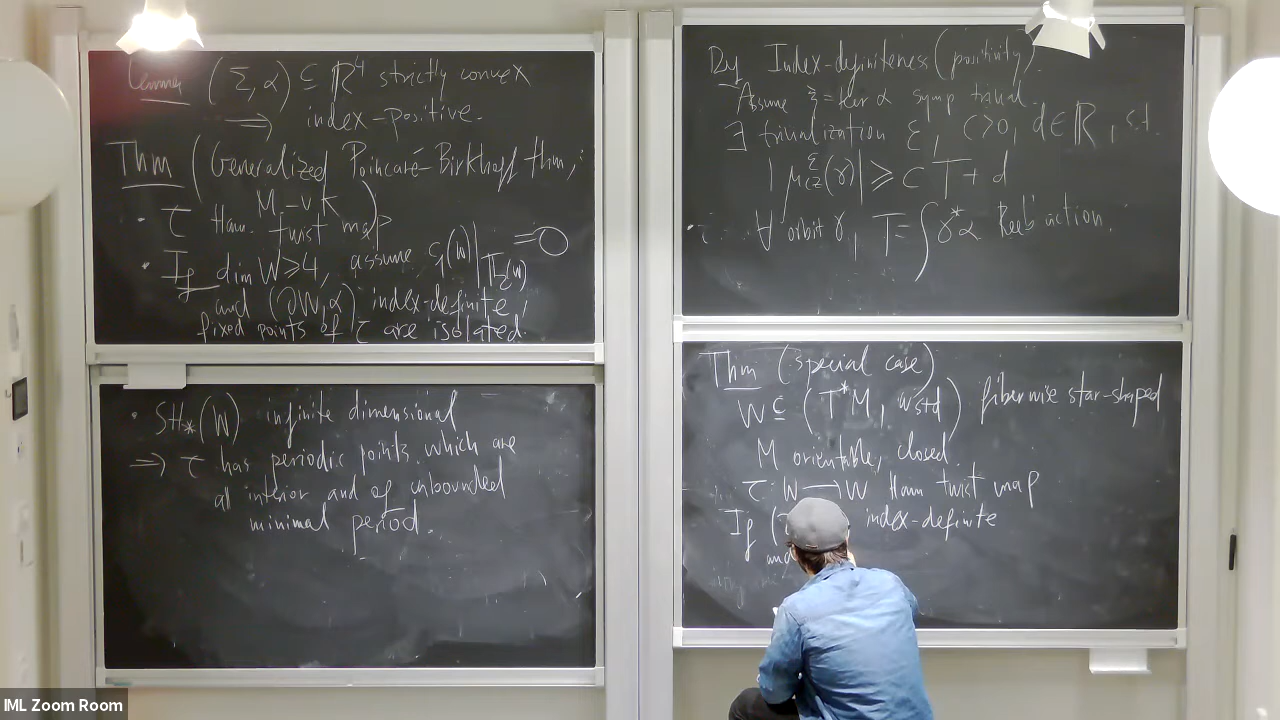 Lemma (Σ, α) ⊆ ℝ⁴ strictly convex
⟹ index-positive.
Thm (Generalized Poincaré-Birkhoff thm,
M.-v K)
· τ Ham. twist map
· If dim W ≥ 4, assume c₁(W)|π₂(W) = 0
and (∂W, α) index-definite,
fixed points of τ are isolated.
· SH*(W) infinite dimensional
⟹ τ has periodic points which are
all interior and of unbounded
minimal period.
Df Index-definiteness (positivity).
Assume ξ = ker α symp trivial.
∃ trivialization ε, c>0, d∈ℝ, s.t.
|μ_CZ^ε(γ)| ≥ c T + d
∀ orbit γ, T = ∫γ*α Reeb action.
Thm (special case)
W ⊆ (T*M, ω_std) fiberwise star-shaped
M orientable, closed.
τ: W ⟶ W Ham twist map
If ( index-definite
and
IML Zoom Room